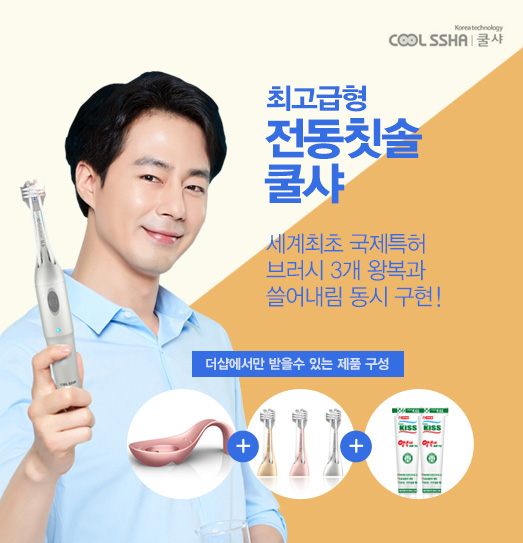 Korea technology
COOL SSHA | 쿨샤
최고급형
전동칫솔
쿨샤
세계최초 국제특허
브러시 3개 왕복과
쓸어내림 동시 구현!
더샵에서만 받을수 있는 제품 구성
KISS
KISS